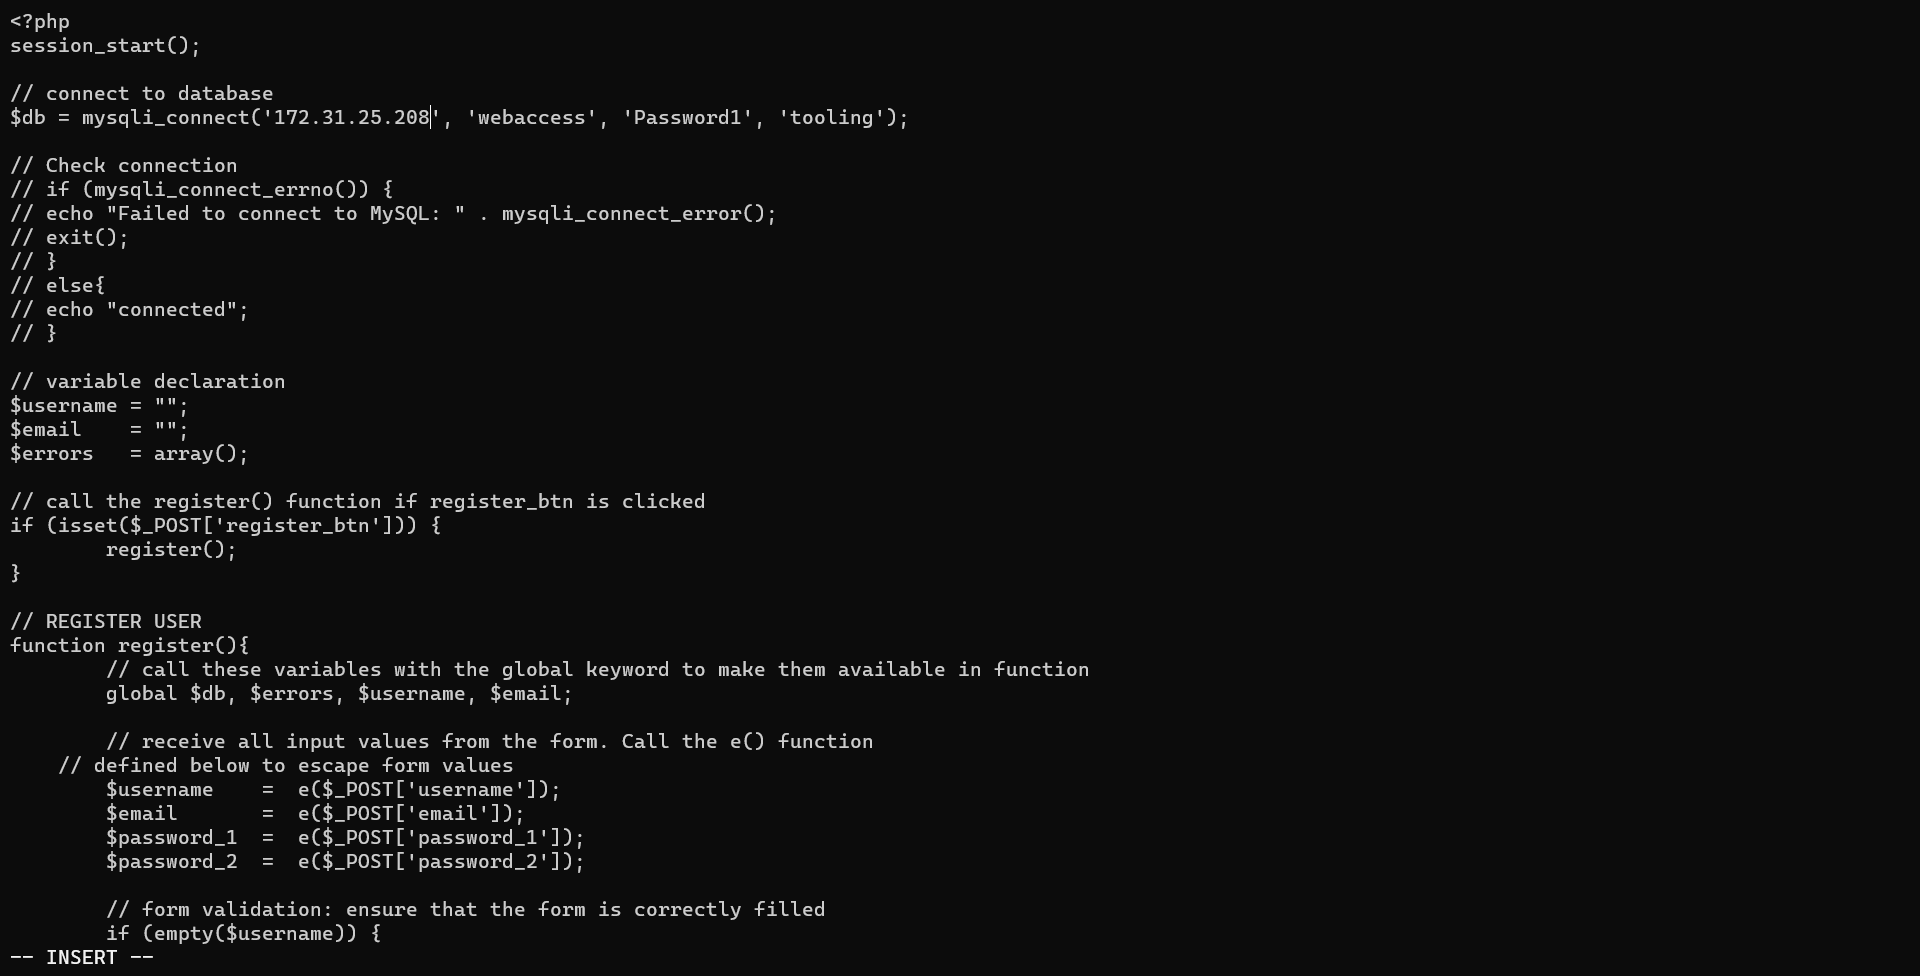 <?php
session_start();

// connect to database
$db = mysqli_connect('172.31.25.208', 'webaccess', 'Password1', 'tooling');

// Check connection
// if (mysqli_connect_errno()) {
// echo "Failed to connect to MySQL: " . mysqli_connect_error();
// exit();
// }
// else{
// echo "connected";
// }

// variable declaration
$username = "";
$email    = "";
$errors   = array();

// call the register() function if register_btn is clicked
if (isset($_POST['register_btn'])) {
        register();
}

// REGISTER USER
function register(){
        // call these variables with the global keyword to make them available in function
        global $db, $errors, $username, $email;

        // receive all input values from the form. Call the e() function
    // defined below to escape form values
        $username    =  e($_POST['username']);
        $email       =  e($_POST['email']);
        $password_1  =  e($_POST['password_1']);
        $password_2  =  e($_POST['password_2']);

        // form validation: ensure that the form is correctly filled
        if (empty($username)) {
-- INSERT --